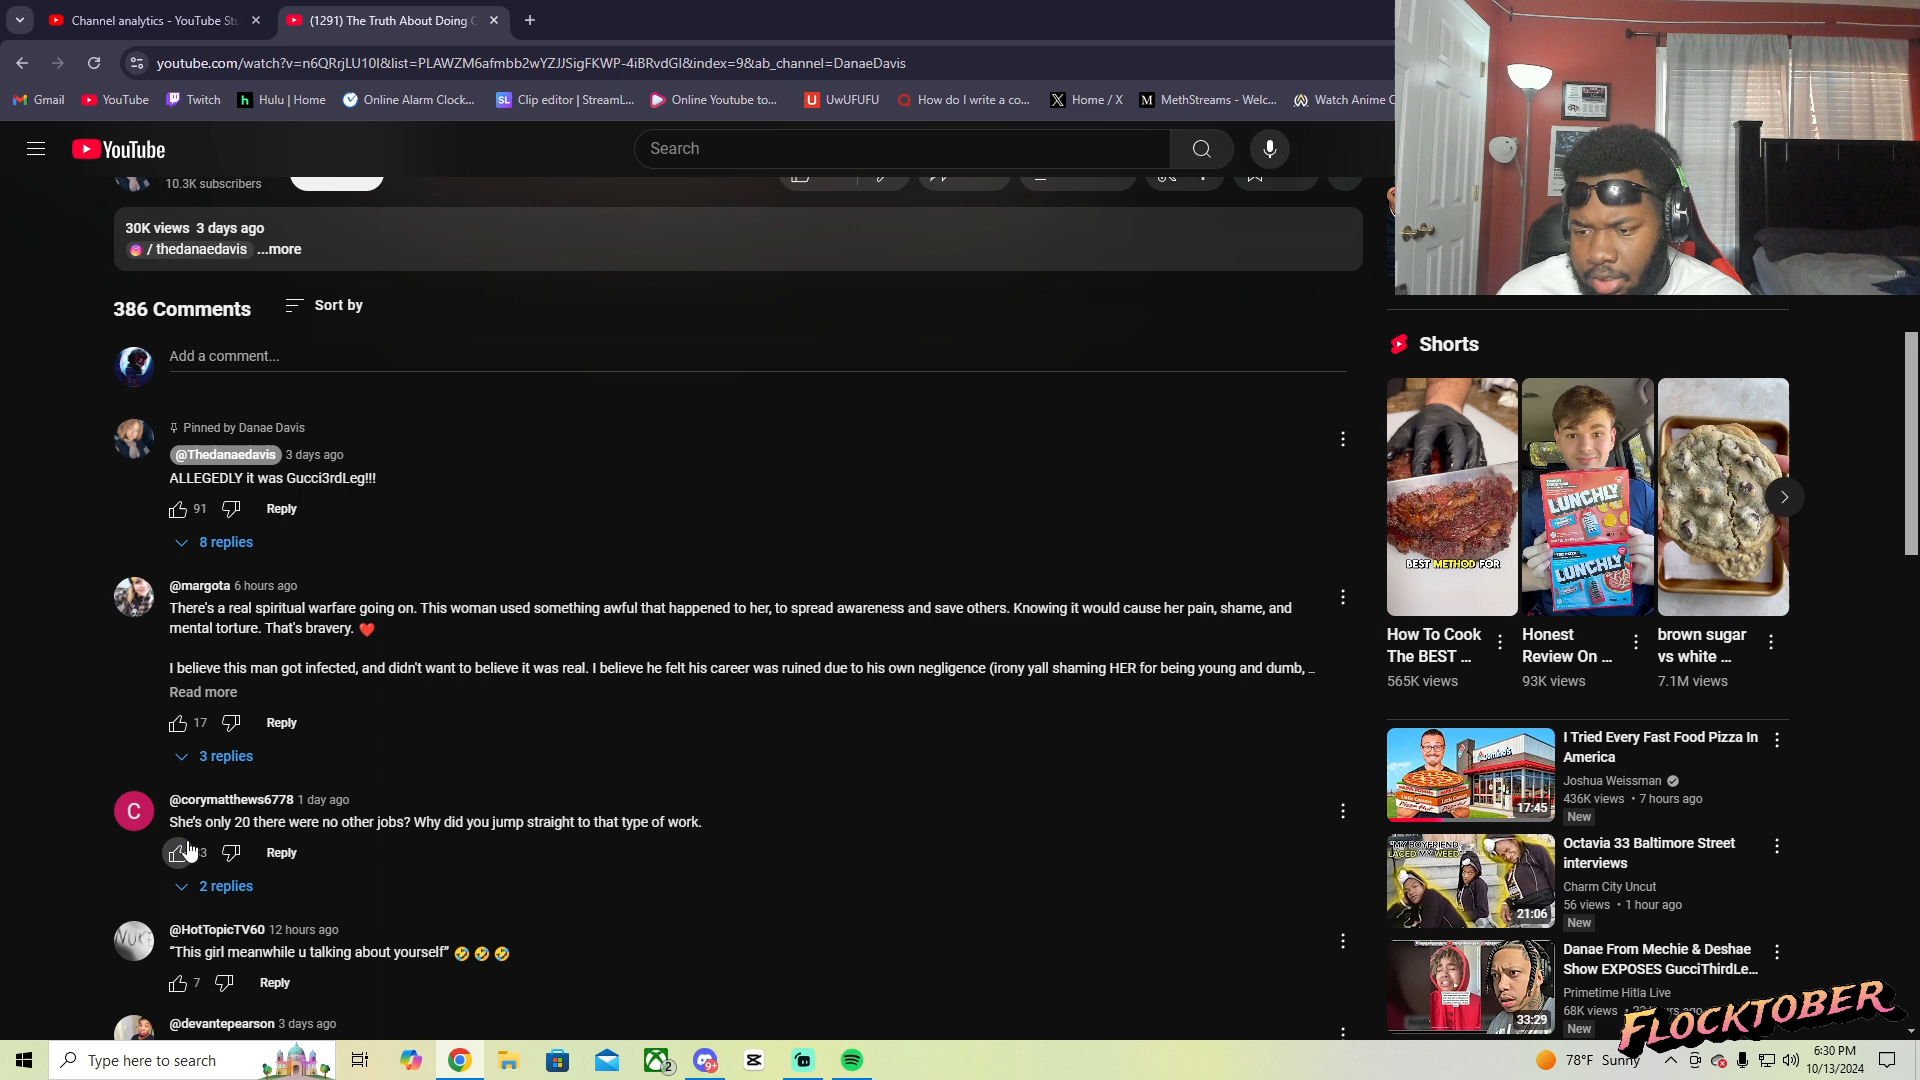 Channel analytics - YouTube Stu
(1291) The Truth About Doing C
youtube.com/watch?v=n6QRrjLU10I&list=PLAWZM6afmbb2wYZJJSigFKWP-4iBRvdGI&index=9&ab_channel=DanaeDavis
Gmail
YouTube
Twitch
Hulu | Home
Online Alarm Clock...
Clip editor | StreamL...
Online Youtube to...
UwUFUFU
How do I write a co...
Home / X
MethStreams - Welc...
Watch Anime C
YouTube
Search
10.3K subscribers
30K views 3 days ago
/ thedanaedavis ...more
386 Comments
Sort by
Add a comment...
Pinned by Danae Davis
@Thedanaedavis 3 days ago
ALLEGEDLY it was Gucci3rdLeg!!!
91 Reply
8 replies
@margota 6 hours ago
There's a real spiritual warfare going on. This woman used something awful that happened to her, to spread awareness and save others. Knowing it would cause her pain, shame, and
mental torture. That's bravery. ❤️
I believe this man got infected, and didn't want to believe it was real. I believe he felt his career was ruined due to his own negligence (irony yall shaming HER for being young and dumb, ...
Read more
17 Reply
3 replies
C
@corymatthews6778 1 day ago
She's only 20 there were no other jobs? Why did you jump straight to that type of work.
Reply
2 replies
NUKE
@HotTopicTV60 12 hours ago
"This girl meanwhile u talking about yourself" 🤣 🤣 🤣
7 Reply
@devantepearson 3 days ago
Shorts
BEST METHOD FOR
LUNCHLY
LUNCHLY
How To Cook
The BEST ...
565K views
Honest
Review On ...
93K views
brown sugar
vs white ...
7.1M views
Domino's
17:45
I Tried Every Fast Food Pizza In
America
Joshua Weissman
436K views • 7 hours ago
New
"MY BOYFRIEND
LACED MY WEED"
21:06
Octavia 33 Baltimore Street
interviews
Charm City Uncut
56 views • 1 hour ago
New
33:29
Danae From Mechie & Deshae
Show EXPOSES GucciThirdLe...
Primetime Hitla Live
68K views
New
FLOCKTOBER
Type here to search
2
9+
78°F Sunny
6:30 PM
10/13/2024